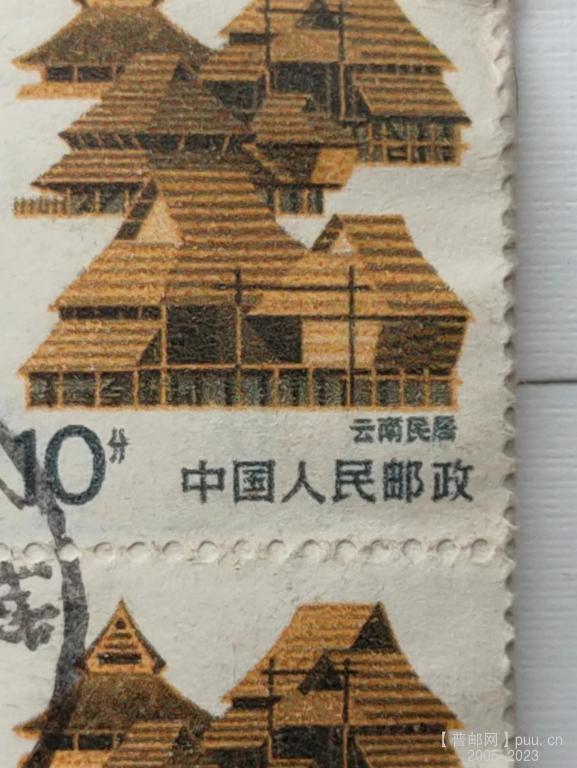 云南民居
10分
中国人民邮政
【普邮网】puu.cn
2005-2023